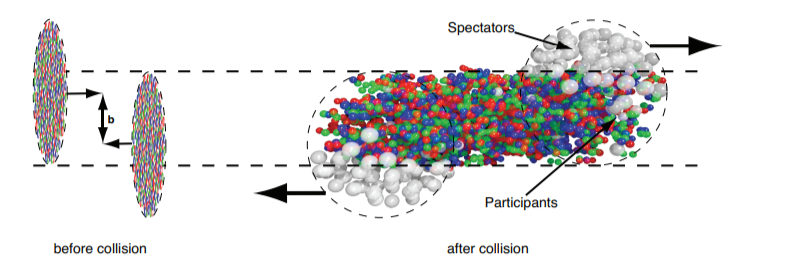 Spectators
b
Participants
before collision
after collision